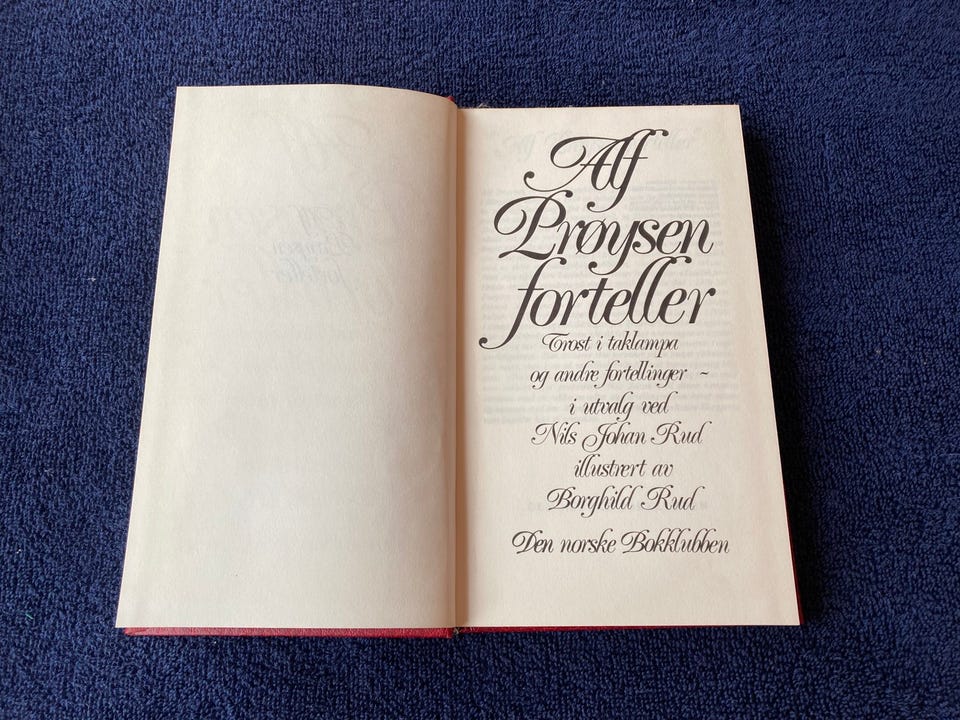 Alf
Prøysen
forteller
Trost i taklampa
og andre fortellinger ~
i utvalg ved
Nils Johan Rud
illustrert av
Borghild Rud
Den norske Bokklubben